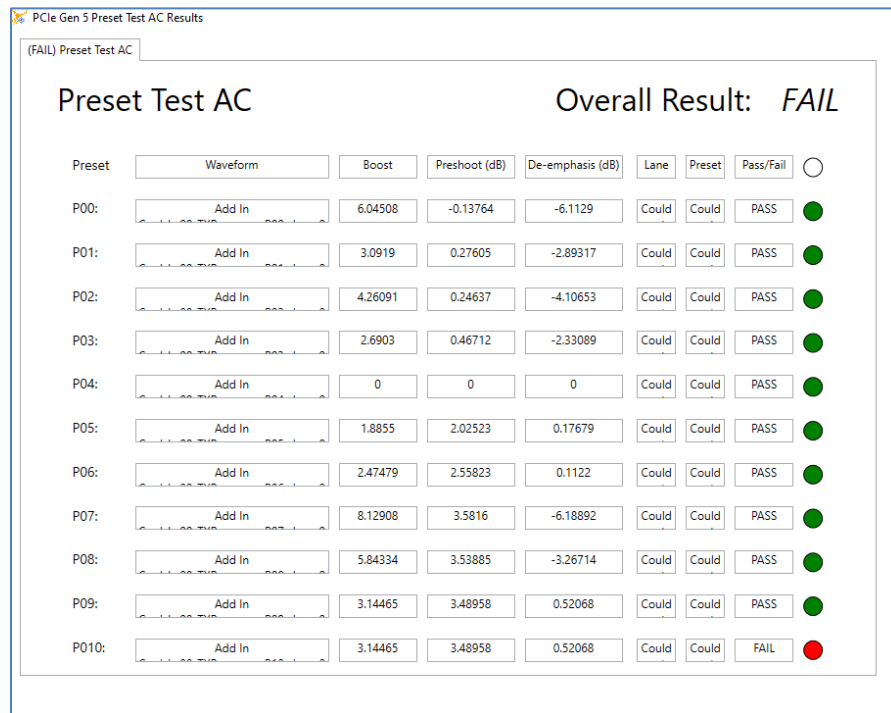 PCIe Gen 5 Preset Test AC Results
(FAIL) Preset Test AC
Preset Test AC Overall Result: FAIL
Preset Waveform Boost Preshoot (dB) De-emphasis (dB) Lane Preset Pass/Fail
P00: Add In 6.04508 -0.13764 -6.1129 Could Could PASS
P01: Add In 3.0919 0.27605 -2.89317 Could Could PASS
P02: Add In 4.26091 0.24637 -4.10653 Could Could PASS
P03: Add In 2.6903 0.46712 -2.33089 Could Could PASS
P04: Add In 0 0 0 Could Could PASS
P05: Add In 1.8855 2.02523 0.17679 Could Could PASS
P06: Add In 2.47479 2.55823 0.1122 Could Could PASS
P07: Add In 8.12908 3.5816 -6.18892 Could Could PASS
P08: Add In 5.84334 3.53885 -3.26714 Could Could PASS
P09: Add In 3.14465 3.48958 0.52068 Could Could PASS
P010: Add In 3.14465 3.48958 0.52068 Could Could FAIL